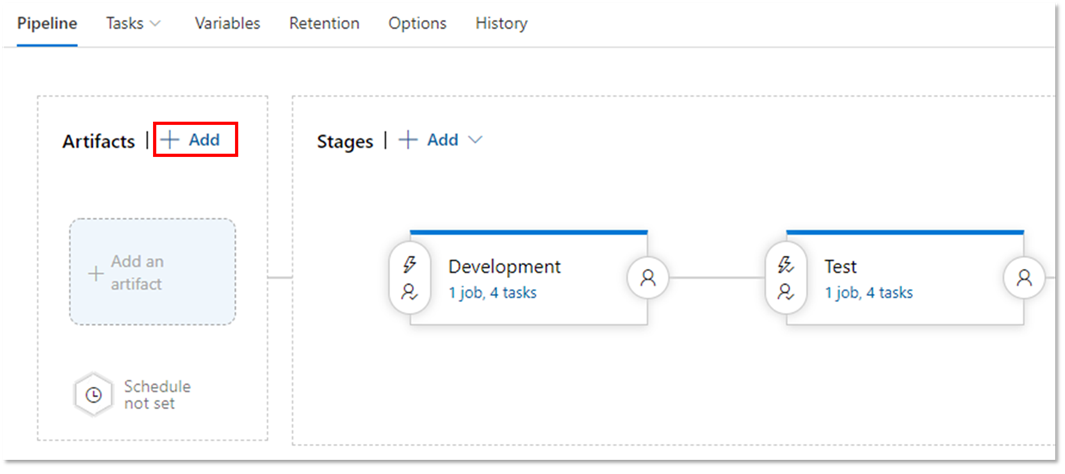 Pipeline Tasks Variables Retention Options History
Artifacts | + Add
Stages | + Add
Add an
artifact
Schedule
not set
Development
1 job, 4 tasks
Test
1 job, 4 tasks